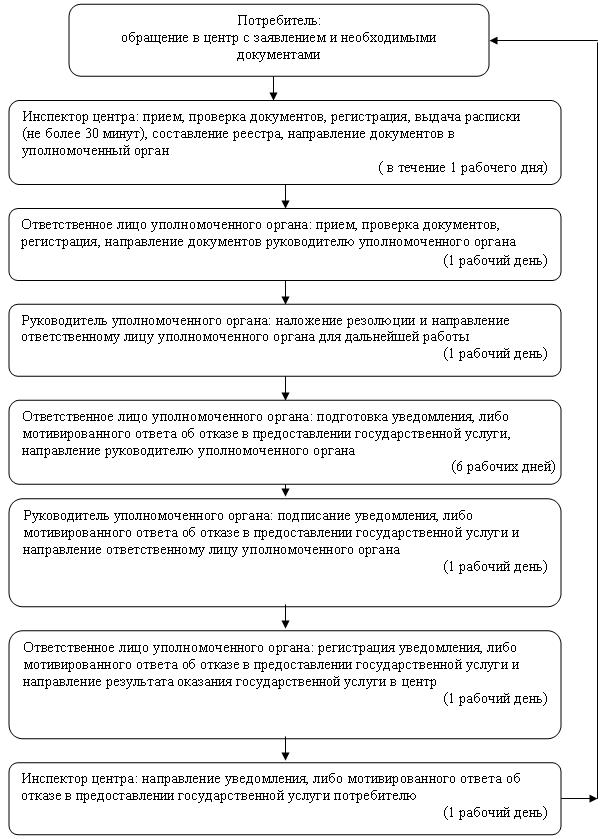 Потребитель:
обращение в центр с заявлением и необходимыми
документами
Инспектор центра: прием, проверка документов, регистрация, выдача расписки
(не более 30 минут), составление реестра, направление документов в
уполномоченный орган
( в течение 1 рабочего дня)
Ответственное лицо уполномоченного органа: прием, проверка документов,
регистрация, направление документов руководителю уполномоченного органа
(1 рабочий день)
Руководитель уполномоченного органа: наложение резолюции и направление
ответственному лицу уполномоченного органа для дальнейшей работы
(1 рабочий день)
Ответственное лицо уполномоченного органа: подготовка уведомления, либо
мотивированного ответа об отказе в предоставлении государственной услуги,
направление руководителю уполномоченного органа
(6 рабочих дней)
Руководитель уполномоченного органа: подписание уведомления, либо
мотивированного ответа об отказе в предоставлении государственной услуги и
направление ответственному лицу уполномоченного органа
(1 рабочий день)
Ответственное лицо уполномоченного органа: регистрация уведомления, либо
мотивированного ответа об отказе в предоставлении государственной услуги и
направление результата оказания государственной услуги в центр
(1 рабочий день)
Инспектор центра: направление уведомления, либо мотивированного ответа об
отказе в предоставлении государственной услуги потребителю
(1 рабочий день)